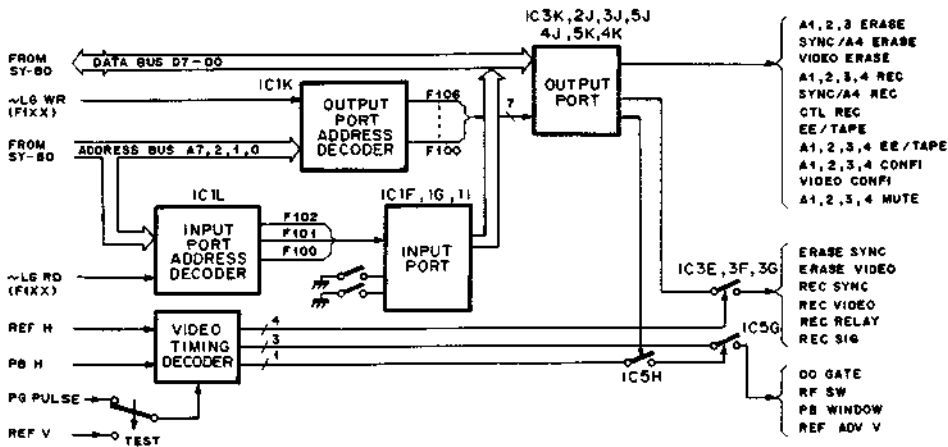 IC3K, 2J, 3J, 5J
4J, 5K, 4K
FROM
SY-80
DATA BUS D7-D0
IC1K
~LG WR
(F1XX)
OUTPUT
PORT
ADDRESS
DECODER
F106
F100
7
OUTPUT
PORT
FROM
SY-80
ADDRESS BUS A7,2,1,0
A1,2,3 ERASE
SYNC/A4 ERASE
VIDEO ERASE
A1,2,3,4 REC
SYNC/A4 REC
CTL REC
EE/TAPE
A1,2,3,4 EE/TAPE
A1,2,3,4 CONFI
VIDEO CONFI
A1,2,3,4 MUTE
IC1L
INPUT
PORT
ADDRESS
DECODER
F102
F101
F100
IC1F, 1G, 1I
INPUT
PORT
~LG RD
(F1XX)
IC3E, 3F, 3G
ERASE SYNC
ERASE VIDEO
REC SYNC
REC VIDEO
REC RELAY
REC SIG
REF H
PB H
VIDEO
TIMING
DECODER
4
3
1
IC5G
IC5H
PG PULSE
REF V
TEST
DO GATE
RF SW
PB WINDOW
REF ADV V